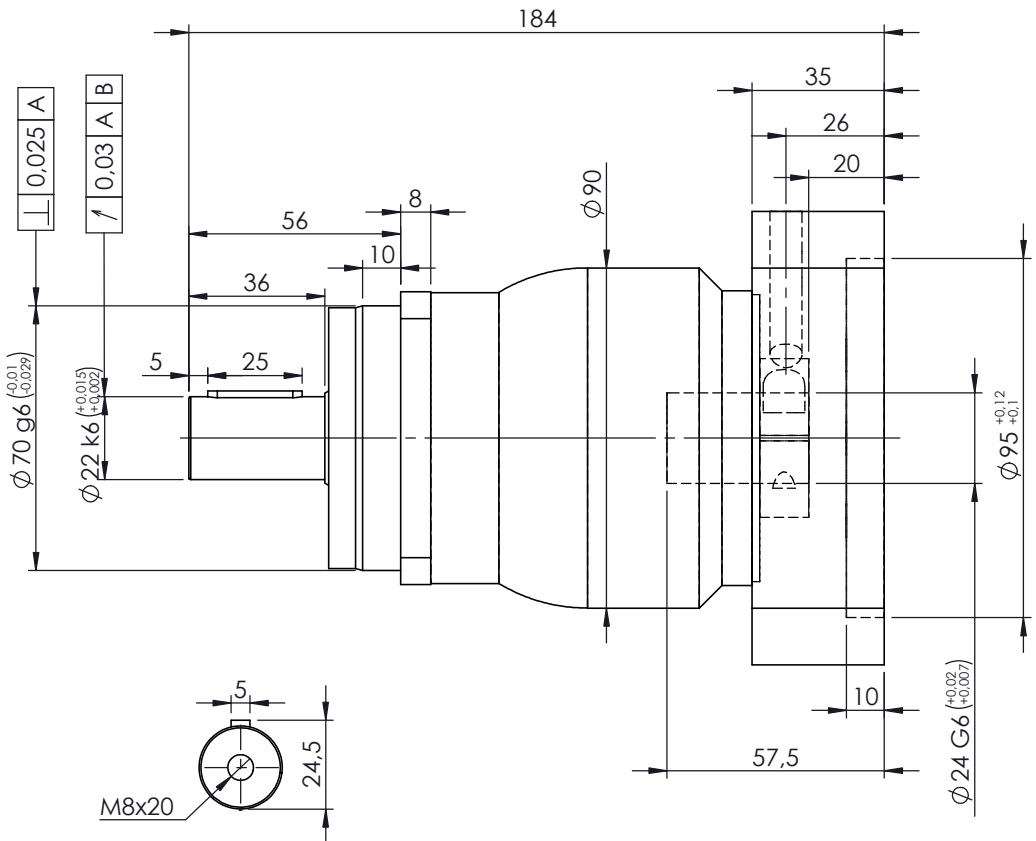 184
35
26
20
⊥ 0,025 A
↗ 0,03 A B
56
8
10
36
5
25
Ø90
Ø70 g6 (-0,01 -0,029)
Ø22 k6 (+0,015 +0,002)
Ø95 +0,12 +0,1
Ø24 G6 (+0,02 +0,007)
10
57,5
5
24,5
M8x20